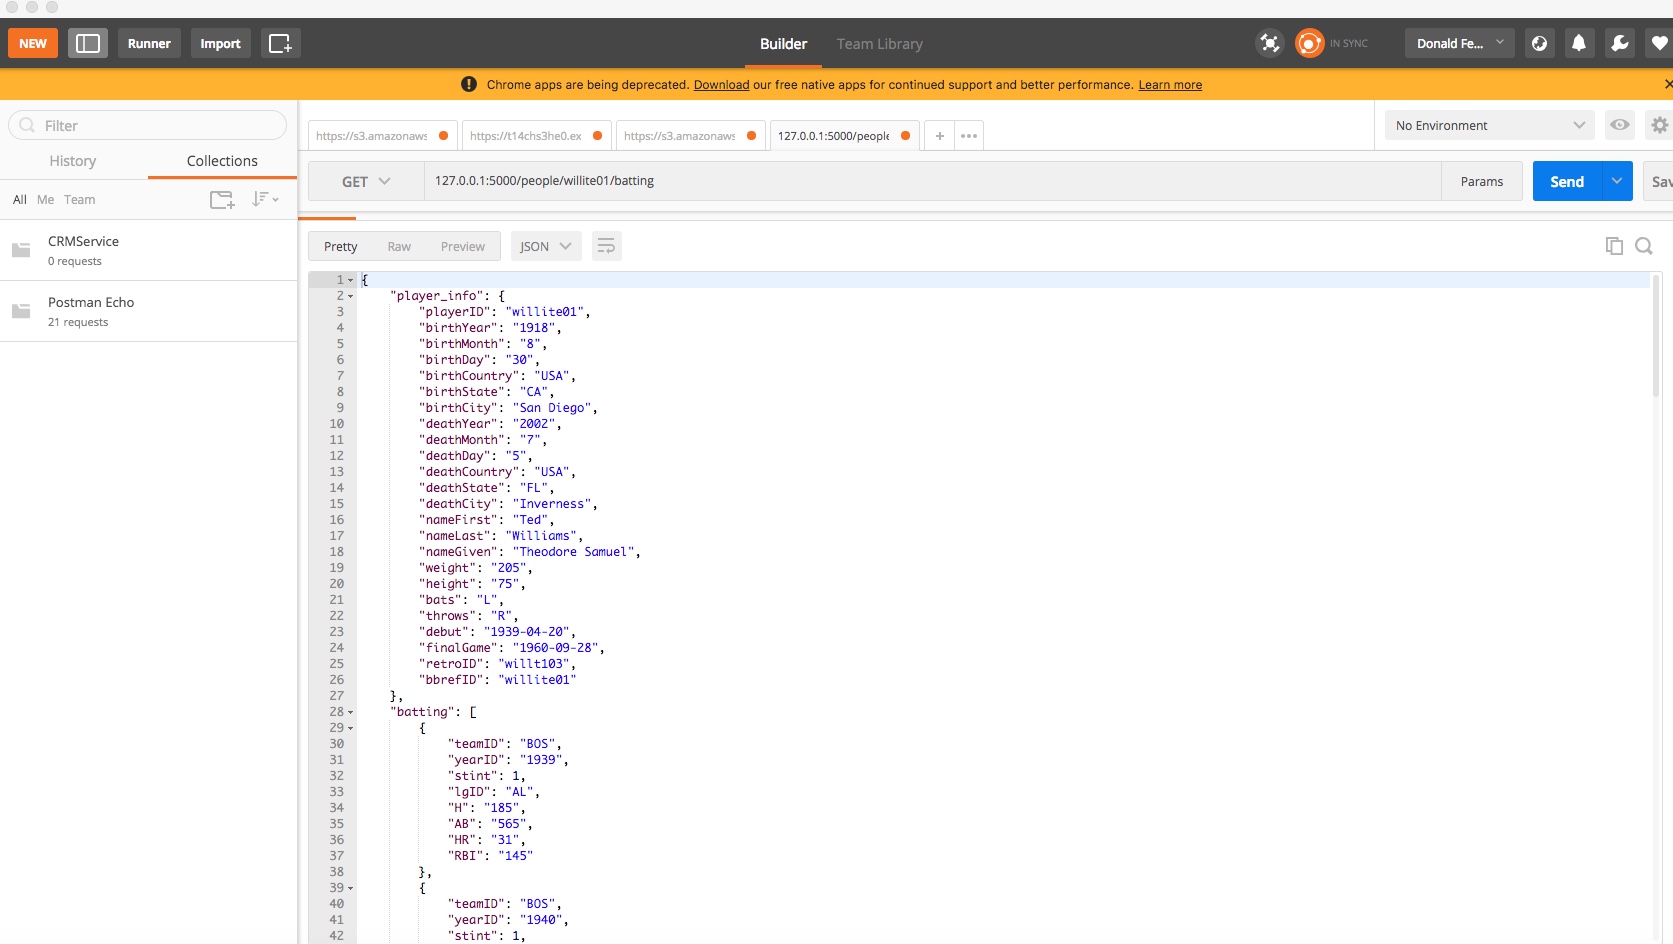 NEW Runner Import Builder Team Library IN SYNC Donald Fe...
Chrome apps are being deprecated. Download our free native apps for continued support and better performance. Learn more
Filter
History Collections
All Me Team
CRMService
0 requests
Postman Echo
21 requests
https://s3.amazonaws https://t14chs3he0.ex https://s3.amazonaws 127.0.0.1:5000/people + No Environment
GET 127.0.0.1:5000/people/willite01/batting Params Send Sav
Pretty Raw Preview JSON
1 {
2 "player_info": {
3 "playerID": "willite01",
4 "birthYear": "1918",
5 "birthMonth": "8",
6 "birthDay": "30",
7 "birthCountry": "USA",
8 "birthState": "CA",
9 "birthCity": "San Diego",
10 "deathYear": "2002",
11 "deathMonth": "7",
12 "deathDay": "5",
13 "deathCountry": "USA",
14 "deathState": "FL",
15 "deathCity": "Inverness",
16 "nameFirst": "Ted",
17 "nameLast": "Williams",
18 "nameGiven": "Theodore Samuel",
19 "weight": "205",
20 "height": "75",
21 "bats": "L",
22 "throws": "R",
23 "debut": "1939-04-20",
24 "finalGame": "1960-09-28",
25 "retroID": "willt103",
26 "bbrefID": "willite01"
27 },
28 "batting": [
29 {
30 "teamID": "BOS",
31 "yearID": "1939",
32 "stint": 1,
33 "lgID": "AL",
34 "H": "185",
35 "AB": "565",
36 "HR": "31",
37 "RBI": "145"
38 },
39 {
40 "teamID": "BOS",
41 "yearID": "1940",
42 "stint": 1,